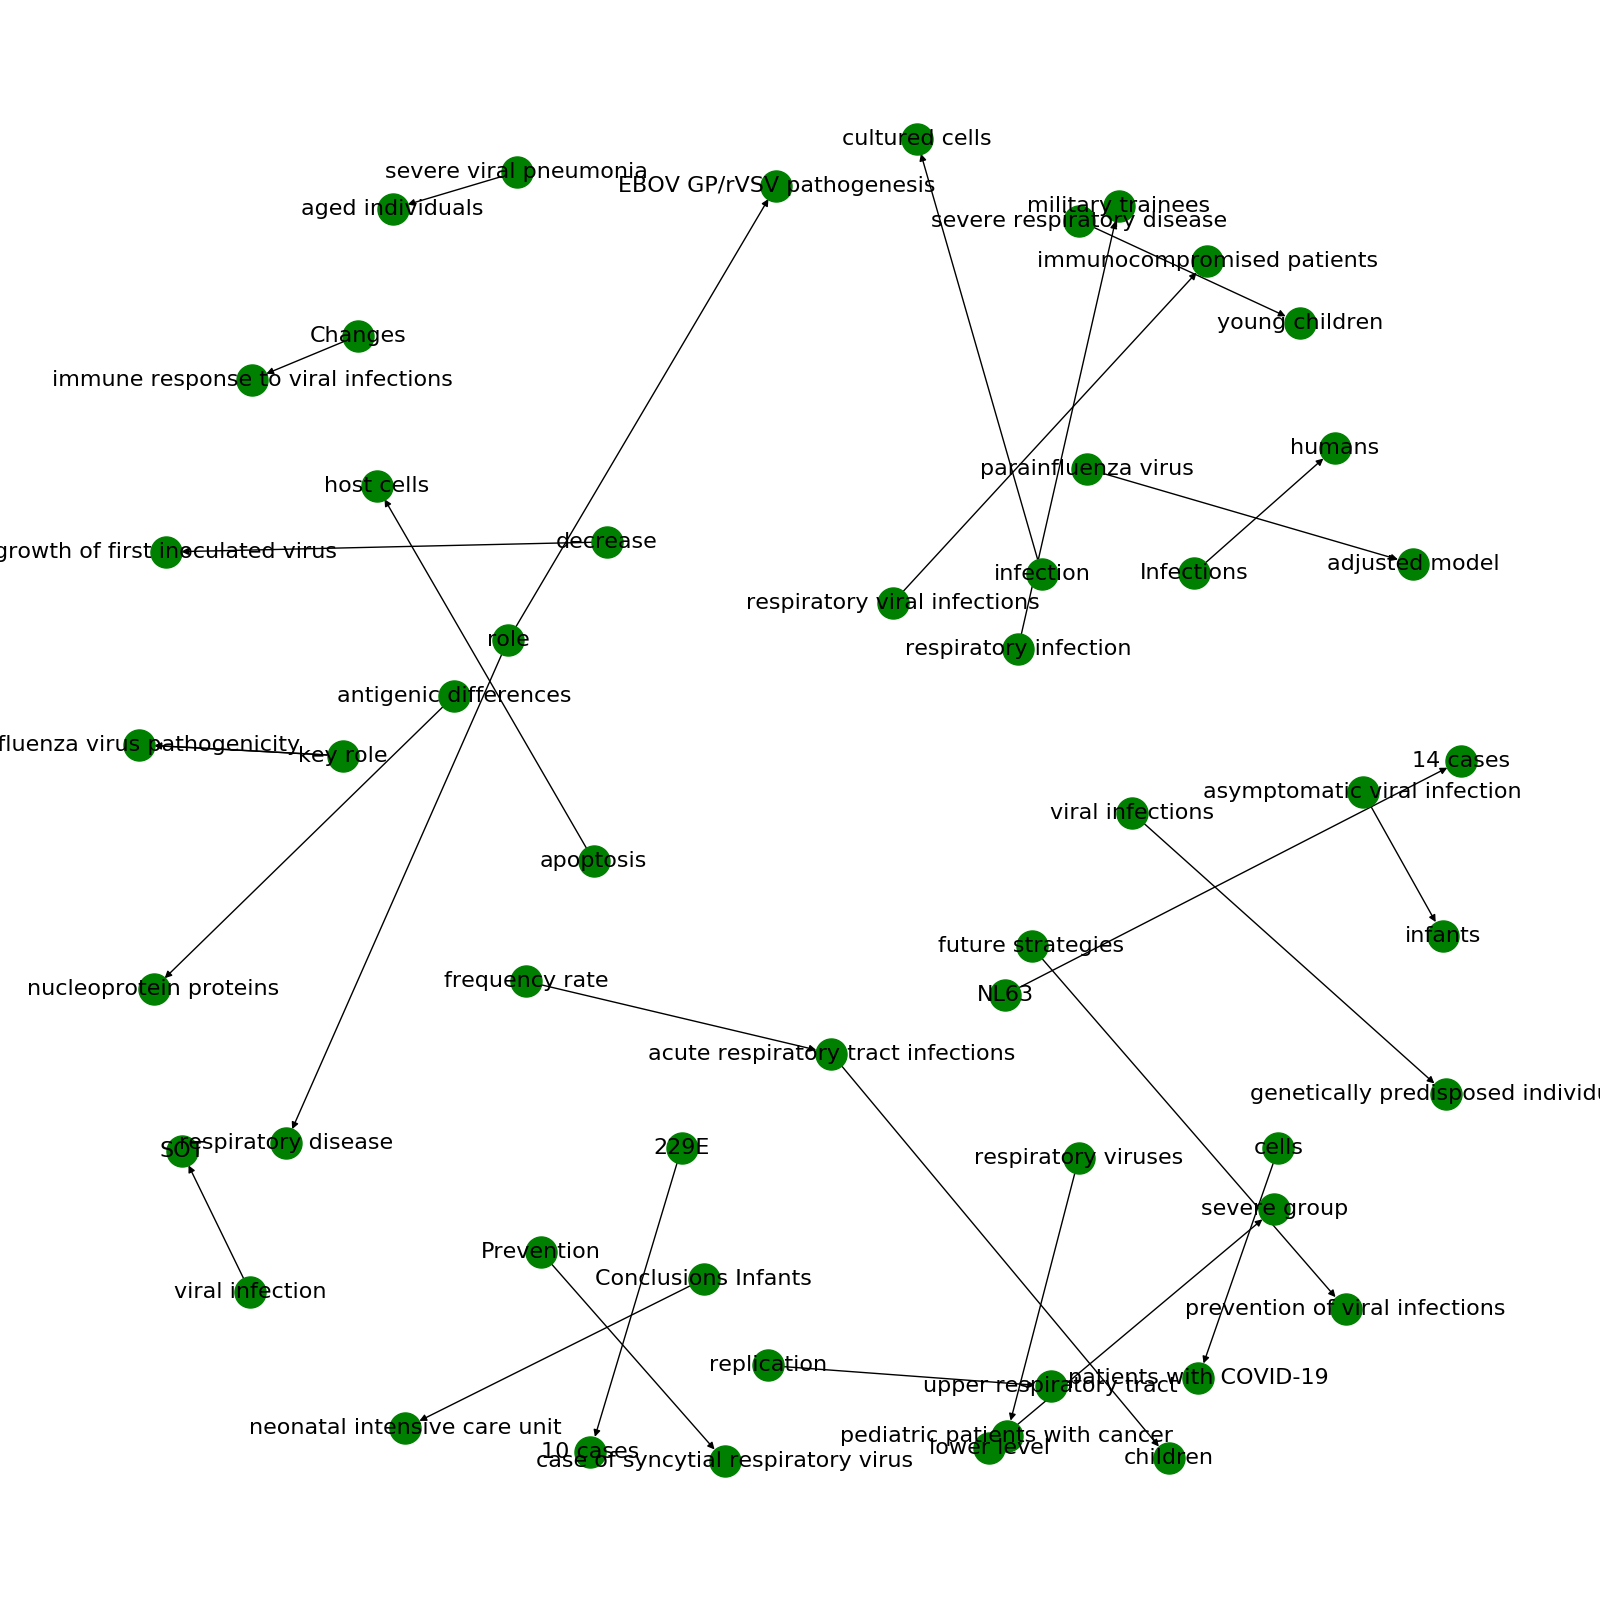 cultured cells
severe viral pneumonia
EBOV GP/rVSV pathogenesis
aged individuals
military trainees
severe respiratory disease
immunocompromised patients
young children
Changes
immune response to viral infections
humans
parainfluenza virus
host cells
decrease
growth of first inoculated virus
adjusted model
infection
Infections
respiratory viral infections
role
respiratory infection
antigenic differences
fluenza virus pathogenicity
key role
14 cases
asymptomatic viral infection
viral infections
apoptosis
infants
future strategies
frequency rate
nucleoprotein proteins
NL63
acute respiratory tract infections
genetically predisposed individu
SOT
respiratory disease
229E
cells
respiratory viruses
severe group
Prevention
Conclusions Infants
viral infection
prevention of viral infections
replication
upper respiratory tract
patients with COVID-19
neonatal intensive care unit
pediatric patients with cancer
lower level
10 cases
case of syncytial respiratory virus
children